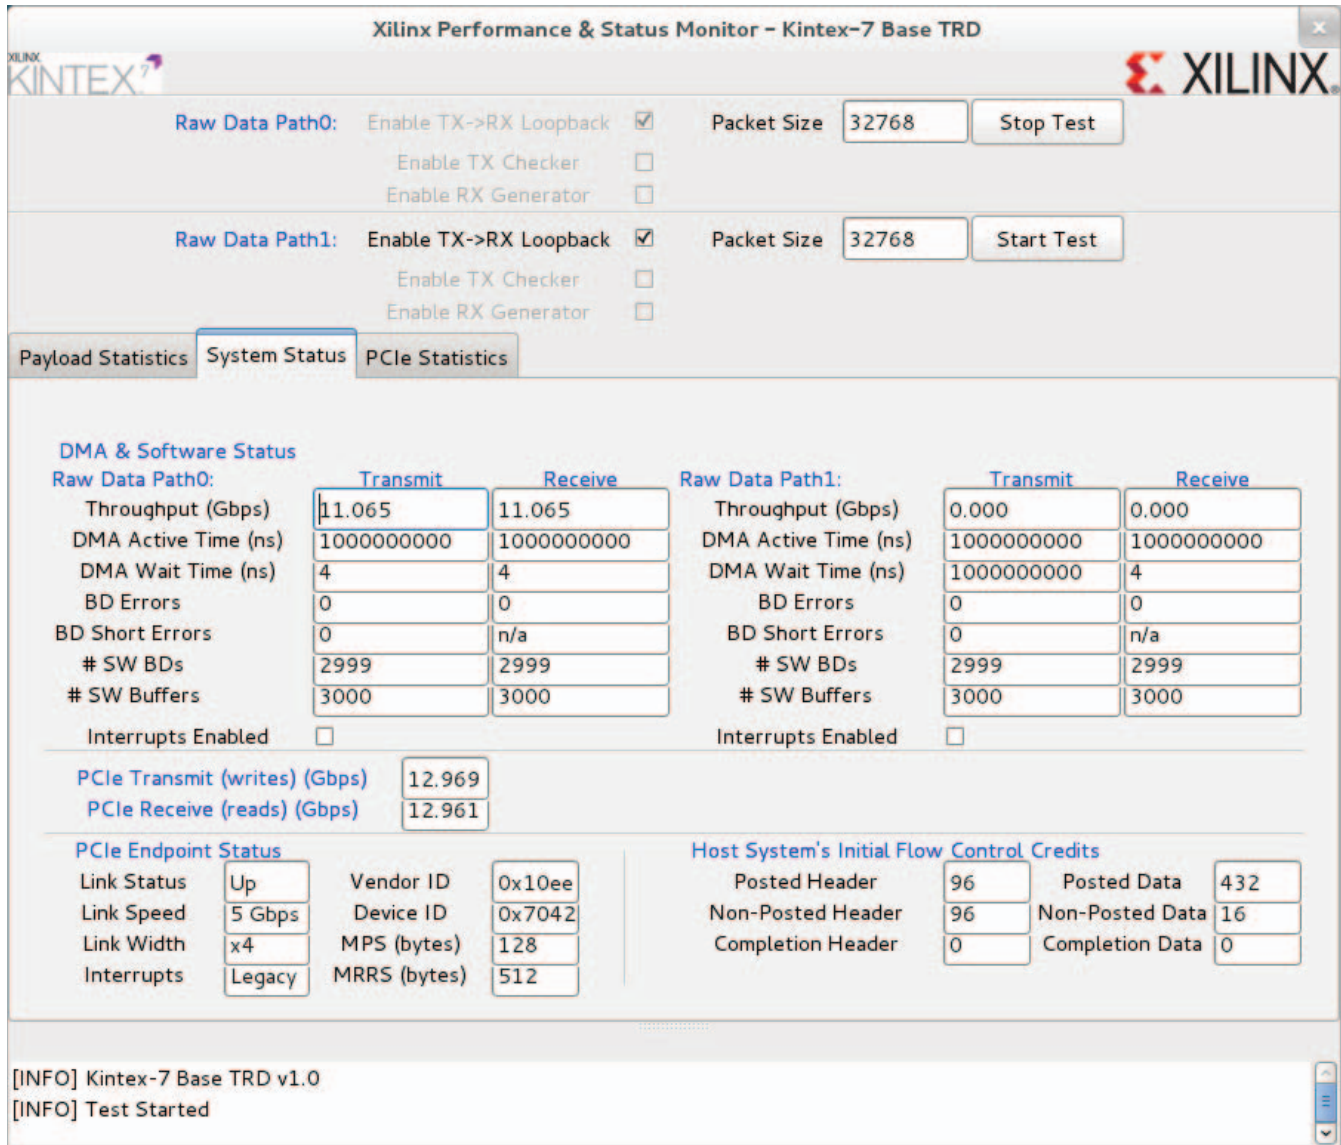 Xilinx Performance & Status Monitor - Kintex-7 Base TRD
XILINX
KINTEX 7
XILINX®
Raw Data Path0: Enable TX->RX Loopback Packet Size 32768 Stop Test
Enable TX Checker
Enable RX Generator
Raw Data Path1: Enable TX->RX Loopback Packet Size 32768 Start Test
Enable TX Checker
Enable RX Generator
Payload Statistics System Status PCIe Statistics
DMA & Software Status
Raw Data Path0: Transmit Receive Raw Data Path1: Transmit Receive
Throughput (Gbps) 11.065 11.065 Throughput (Gbps) 0.000 0.000
DMA Active Time (ns) 1000000000 1000000000 DMA Active Time (ns) 1000000000 1000000000
DMA Wait Time (ns) 4 4 DMA Wait Time (ns) 1000000000 4
BD Errors 0 0 BD Errors 0 0
BD Short Errors 0 n/a BD Short Errors 0 n/a
# SW BDs 2999 2999 # SW BDs 2999 2999
# SW Buffers 3000 3000 # SW Buffers 3000 3000
Interrupts Enabled Interrupts Enabled
PCIe Transmit (writes) (Gbps) 12.969
PCIe Receive (reads) (Gbps) 12.961
PCIe Endpoint Status Host System's Initial Flow Control Credits
Link Status Up Vendor ID 0x10ee Posted Header 96 Posted Data 432
Link Speed 5 Gbps Device ID 0x7042 Non-Posted Header 96 Non-Posted Data 16
Link Width x4 MPS (bytes) 128 Completion Header 0 Completion Data 0
Interrupts Legacy MRRS (bytes) 512
[INFO] Kintex-7 Base TRD v1.0
[INFO] Test Started